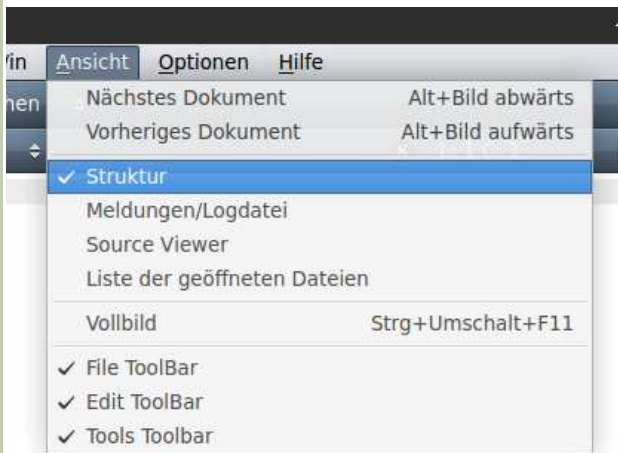 Ansicht Optionen Hilfe
Nächstes Dokument Alt+Bild abwärts
Vorheriges Dokument Alt+Bild aufwärts
Struktur
Meldungen/Logdatei
Source Viewer
Liste der geöffneten Dateien
Vollbild Strg+Umschalt+F11
File ToolBar
Edit ToolBar
Tools Toolbar